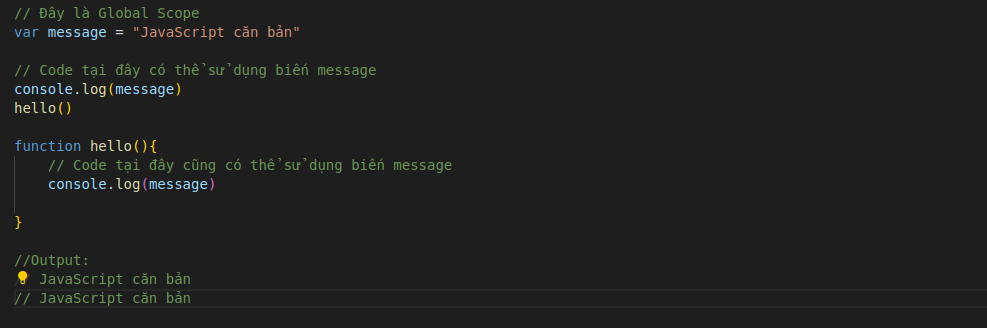 // Đây là Global Scope
var message = "JavaScript căn bản"
// Code tại đây có thể sử dụng biến message
console.log(message)
hello()
function hello(){
// Code tại đây cũng có thể sử dụng biến message
console.log(message)
}
//Output:
// JavaScript căn bản
// JavaScript căn bản